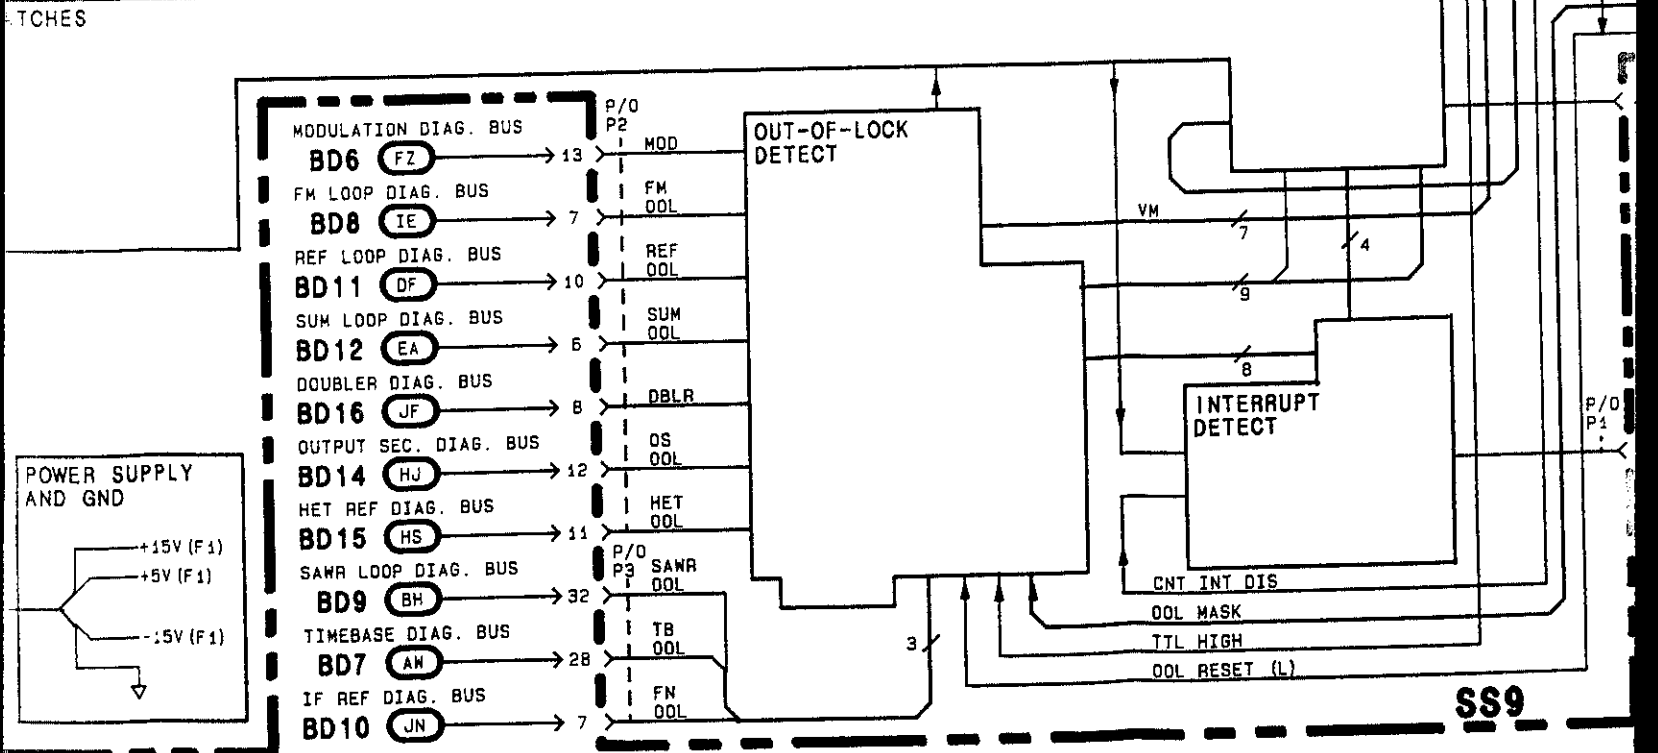 TCHES
P/O
P2
MODULATION DIAG. BUS
BD6 FZ 13 MOD
FM LOOP DIAG. BUS
BD8 IE 7 FM
OOL
REF LOOP DIAG. BUS
BD11 DF 10 REF
OOL
SUM LOOP DIAG. BUS
BD12 EA 6 SUM
OOL
DOUBLER DIAG. BUS
BD16 JF 8 DBLR
OUTPUT SEC. DIAG. BUS
BD14 HJ 12 OS
OOL
HET REF DIAG. BUS
BD15 HS 11 HET
OOL
P/O
P3
SAWR LOOP DIAG. BUS
BD9 BH 32 SAWR
OOL
TIMEBASE DIAG. BUS
BD7 AW 28 TB
OOL
IF REF DIAG. BUS
BD10 JN 7 FN
OOL
POWER SUPPLY
AND GND
+15V (F1)
+5V (F1)
-15V (F1)
OUT-OF-LOCK
DETECT
VM
7
4
9
8
INTERRUPT
DETECT
P/O
P1
3
CNT INT DIS
OOL MASK
TTL HIGH
OOL RESET (L)
SS9